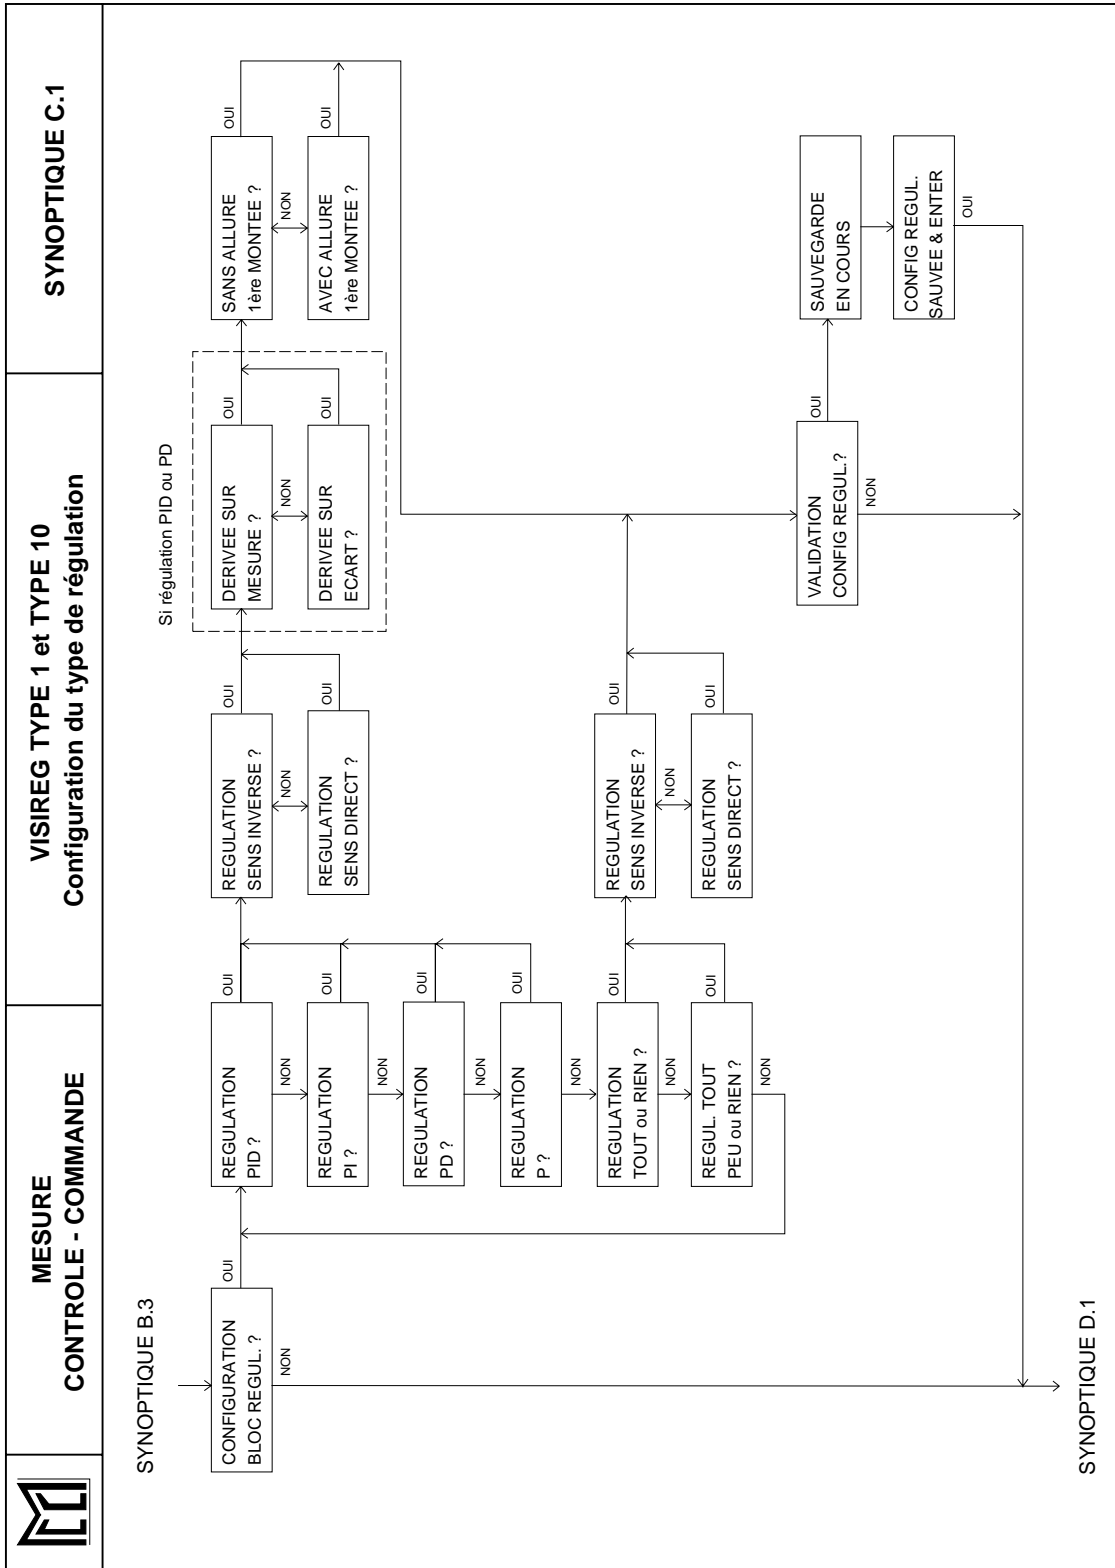 MESURE
CONTROLE - COMMANDE
VISIREG TYPE 1 et TYPE 10
Configuration du type de régulation
SYNOPTIQUE C.1
SYNOPTIQUE B.3
CONFIGURATION
BLOC REGUL. ?
OUI
NON
REGULATION
PID ?
OUI
NON
REGULATION
PI ?
OUI
NON
REGULATION
PD ?
OUI
NON
REGULATION
P ?
OUI
NON
REGULATION
TOUT ou RIEN ?
OUI
NON
REGUL. TOUT
PEU ou RIEN ?
OUI
NON
REGULATION
SENS INVERSE ?
OUI
NON
REGULATION
SENS DIRECT ?
OUI
Si régulation PID ou PD
DERIVEE SUR
MESURE ?
OUI
NON
DERIVEE SUR
ECART ?
OUI
SANS ALLURE
1ère MONTEE ?
OUI
NON
AVEC ALLURE
1ère MONTEE ?
OUI
REGULATION
SENS INVERSE ?
OUI
NON
REGULATION
SENS DIRECT ?
OUI
VALIDATION
CONFIG REGUL.?
OUI
NON
SAUVEGARDE
EN COURS
CONFIG REGUL.
SAUVEE & ENTER
OUI
SYNOPTIQUE D.1